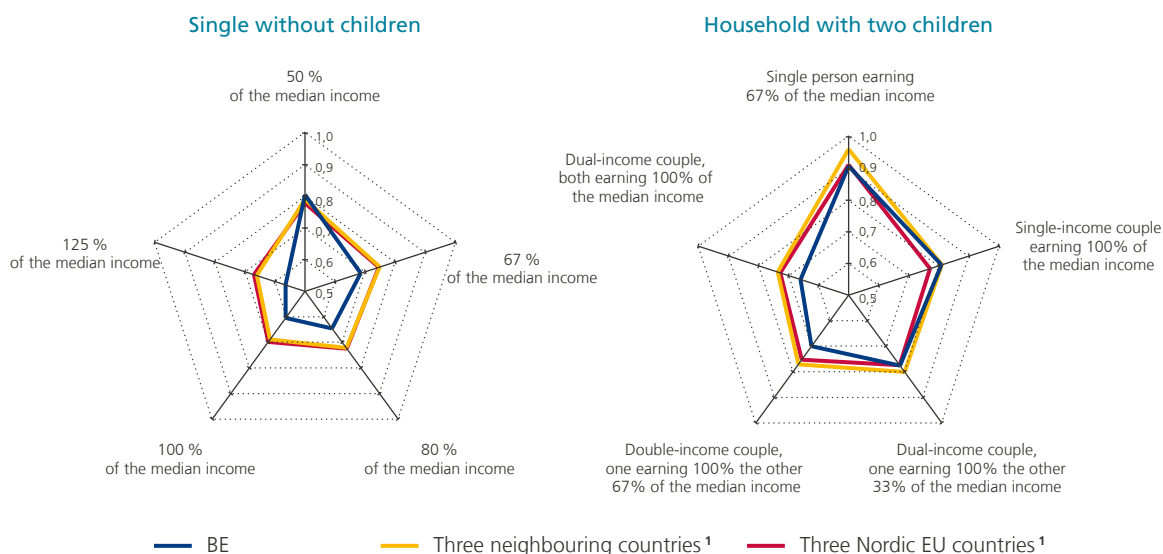 Single without children
50 %
of the median income
1,0
0,9
0,8
0,7
0,6
0,5
125 %
of the median income
67 %
of the median income
100 %
of the median income
80 %
of the median income
Household with two children
Single person earning
67% of the median income
1,0
0,9
0,8
0,7
0,6
0,5
Dual-income couple,
both earning 100% of
the median income
Single-income couple
earning 100% of
the median income
Double-income couple,
one earning 100% the other
67% of the median income
Dual-income couple,
one earning 100% the other
33% of the median income
BE
Three neighbouring countries ¹
Three Nordic EU countries ¹